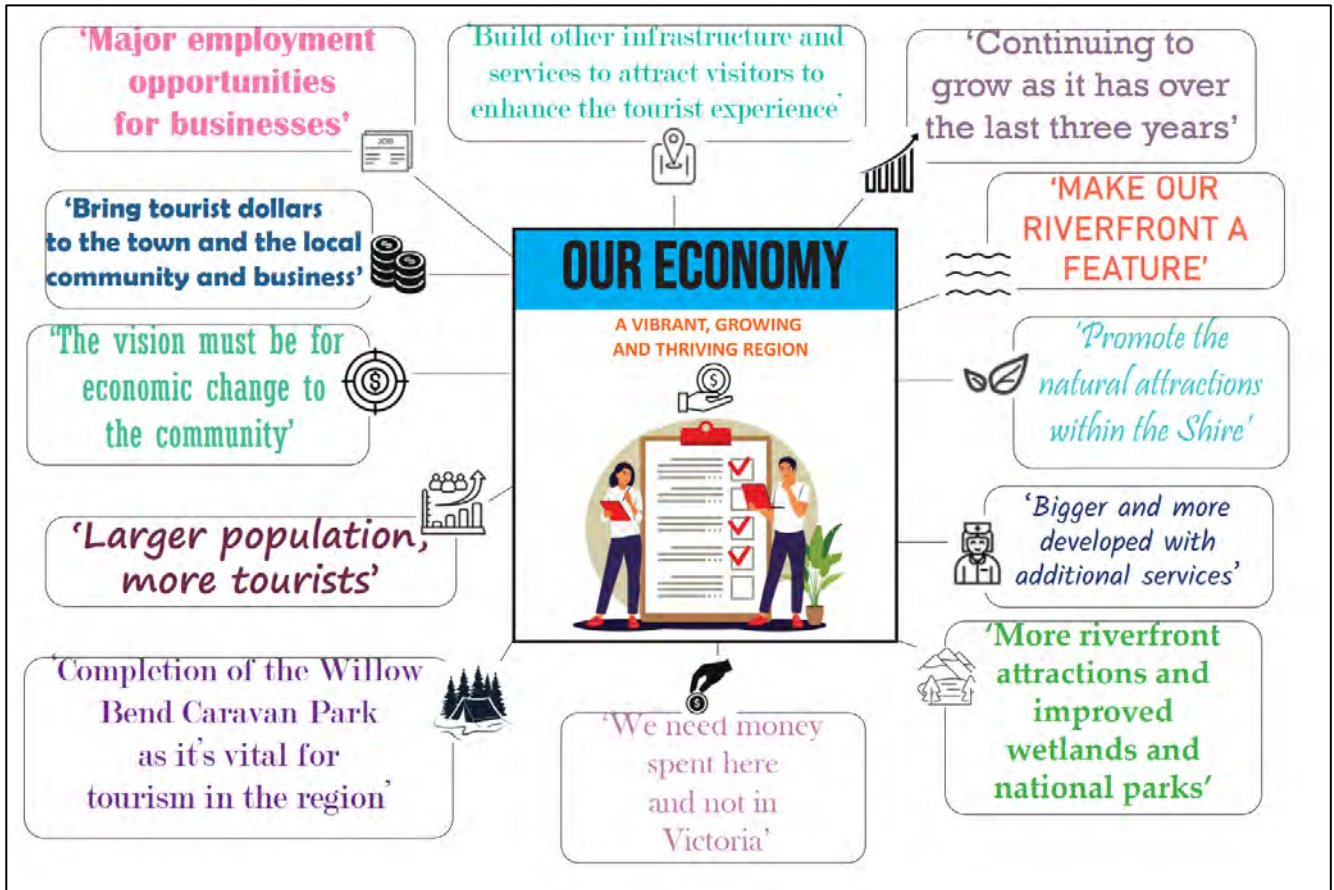 ‘Major employment
opportunities
for businesses’
‘Build other infrastructure and
services to attract visitors to
enhance the tourist experience’
‘Continuing to
grow as it has over
the last three years’
JOB
‘Bring tourist dollars
to the town and the local
community and business’
‘MAKE OUR
RIVERFRONT A
FEATURE’
OUR ECONOMY
A VIBRANT, GROWING
AND THRIVING REGION
‘The vision must be for
economic change to
the community’
‘Promote the
natural attractions
within the Shire’
‘Larger population,
more tourists’
‘Bigger and more
developed with
additional services’
‘Completion of the Willow
Bend Caravan Park
as it’s vital for
tourism in the region’
‘We need money
spent here
and not in
Victoria’
‘More riverfront
attractions and
improved
wetlands and
national parks’